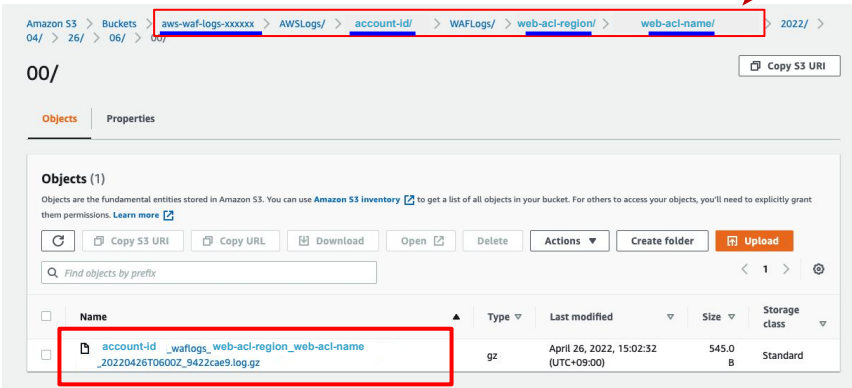 Amazon S3 > Buckets > aws-waf-logs-xxxxxx > AWSLogs/ > account-id/ > WAFLogs/ > web-acl-region/ > web-acl-name/ > 2022/ >
04/ > 26/ > 06/ > 00/
00/
Copy S3 URI
Objects Properties
Objects (1)
Objects are the fundamental entities stored in Amazon S3. You can use Amazon S3 inventory to get a list of all objects in your bucket. For others to access your objects, you'll need to explicitly grant
them permissions. Learn more
Copy S3 URI Copy URL Download Open Delete Actions Create folder Upload
Find objects by prefix < 1 >
Name Type Last modified Size Storage
class
account-id _waflogs_ web-acl-region_web-acl-name
_20220426T0600Z_9422cae9.log.gz
gz
April 26, 2022, 15:02:32
(UTC+09:00)
545.0
B
Standard